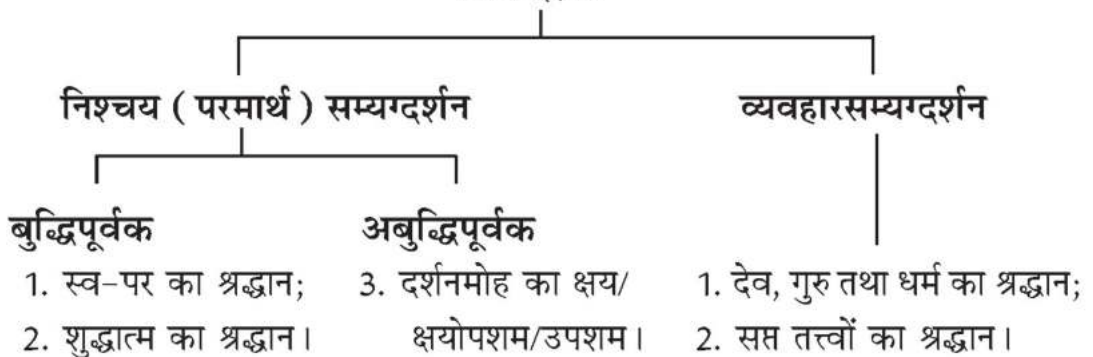 निश्चय ( परमार्थ ) सम्यग्दर्शन व्यवहारसम्यग्दर्शन
बुद्धिपूर्वक अबुद्धिपूर्वक
1. स्व-पर का श्रद्धान; 3. दर्शनमोह का क्षय/ 1. देव, गुरु तथा धर्म का श्रद्धान;
2. शुद्धात्म का श्रद्धान। क्षयोपशम/उपशम। 2. सप्त तत्त्वों का श्रद्धान।